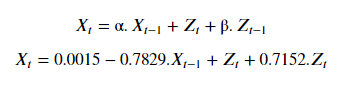 X_t = α. X_{t−1} + Z_t + β. Z_{t−1}
X_t = 0.0015 − 0.7829.X_{t−1} + Z_t + 0.7152.Z_t